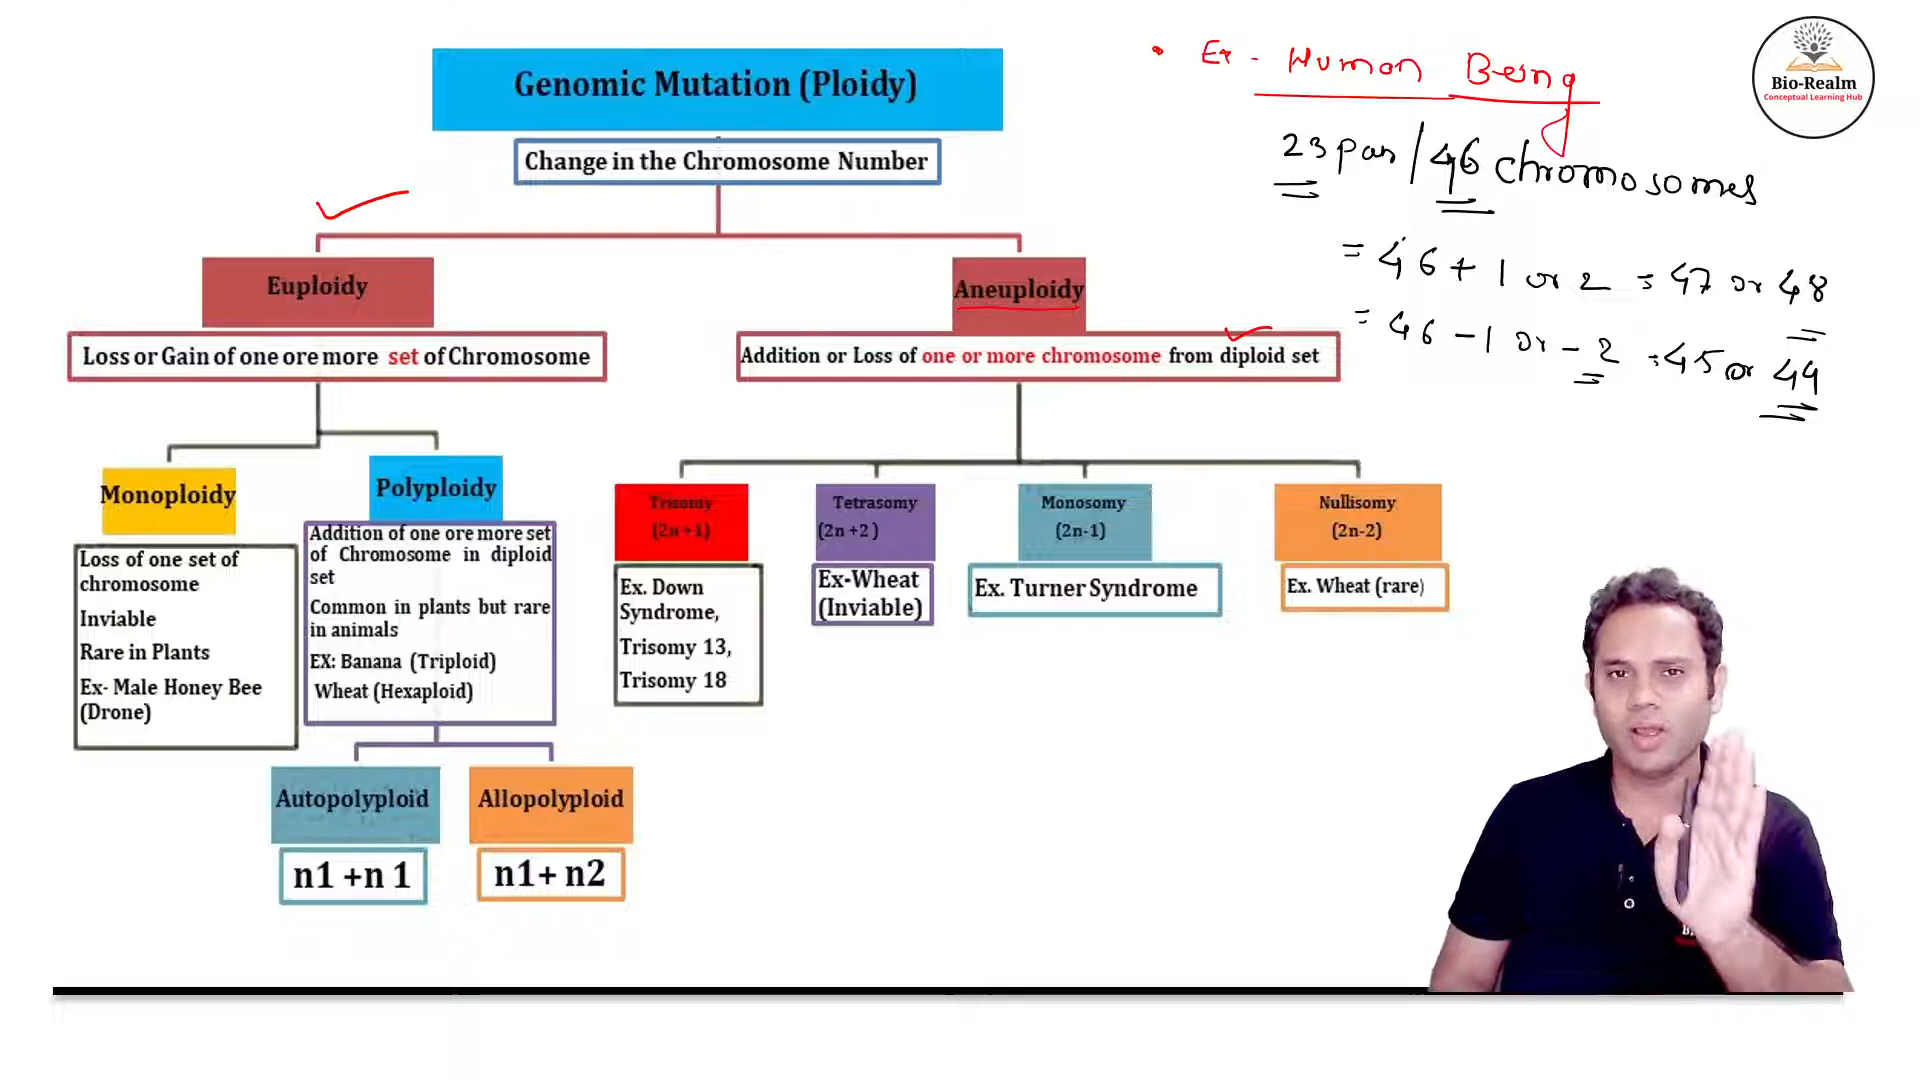 Genomic Mutation (Ploidy)
Change in the Chromosome Number
Euploidy
Loss or Gain of one ore more set of Chromosome
Monoploidy
Loss of one set of
chromosome
Inviable
Rare in Plants
Ex- Male Honey Bee
(Drone)
Polyploidy
Addition of one ore more set
of Chromosome in diploid
set
Common in plants but rare
in animals
EX: Banana (Triploid)
Wheat (Hexaploid)
Autopolyploid
n1 +n 1
Allopolyploid
n1+ n2
Aneuploidy
Addition or Loss of one or more chromosome from diploid set
Trisomy
(2n +1)
Ex. Down
Syndrome,
Trisomy 13,
Trisomy 18
Tetrasomy
(2n +2 )
Ex-Wheat
(Inviable)
Monosomy
(2n-1)
Ex. Turner Syndrome
Nullisomy
(2n-2)
Ex. Wheat (rare)
• Ex - Human Being
23 pair / 46 chromosomes
= 46 + 1 or 2 = 47 or 48
= 46 - 1 or - 2 = 45 or 44
Bio-Realm
Conceptual Learning Hub